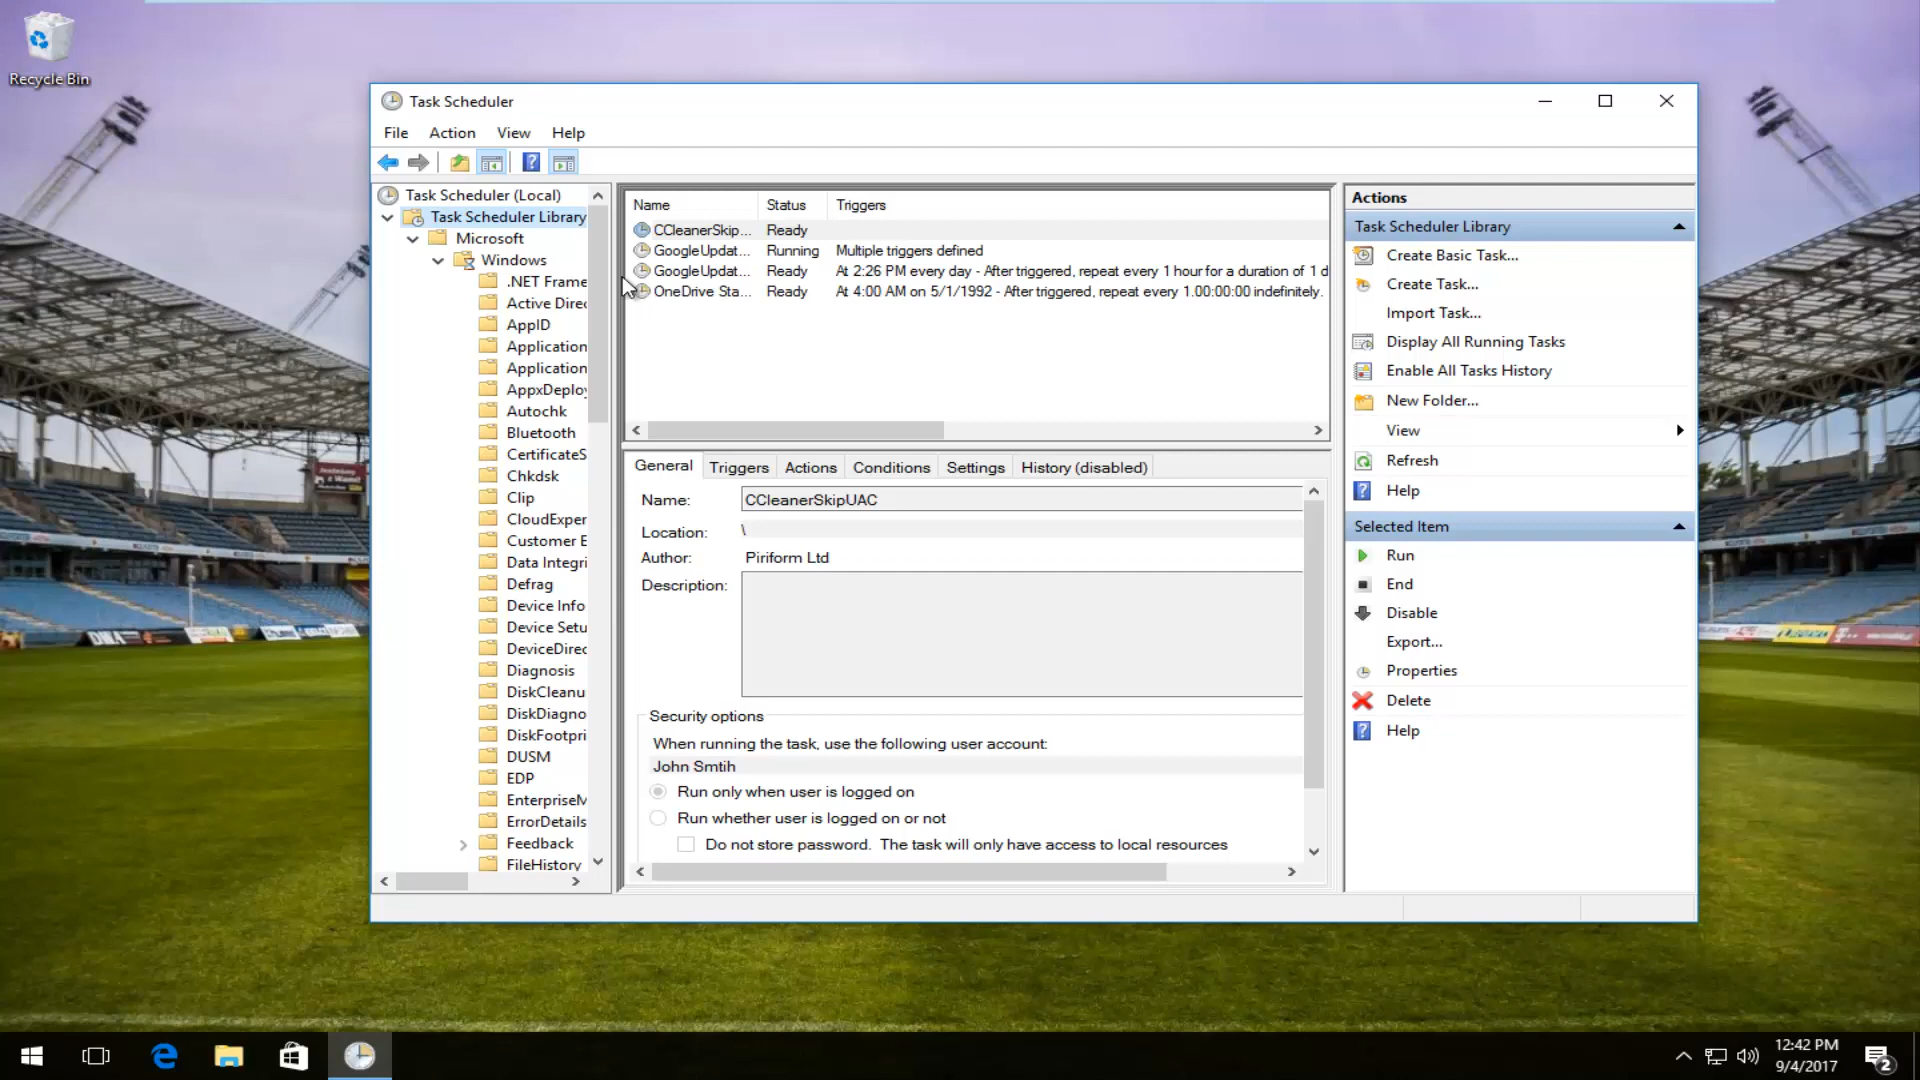 Recycle Bin
Task Scheduler
File Action View Help
Task Scheduler (Local)
Task Scheduler Library
Microsoft
Windows
.NET Frame
Active Direc
AppID
Application
Application
AppxDeploy
Autochk
Bluetooth
CertificateS
Chkdsk
Clip
CloudExper
Customer E
Data Integri
Defrag
Device Info
Device Setu
DeviceDirec
Diagnosis
DiskCleanu
DiskDiagno
DiskFootpri
DUSM
EDP
EnterpriseM
ErrorDetails
Feedback
FileHistory
Name Status Triggers
CCleanerSkip... Ready
GoogleUpdat... Running Multiple triggers defined
GoogleUpdat... Ready At 2:26 PM every day - After triggered, repeat every 1 hour for a duration of 1 d
OneDrive Sta... Ready At 4:00 AM on 5/1/1992 - After triggered, repeat every 1.00:00:00 indefinitely.
General Triggers Actions Conditions Settings History (disabled)
Name: CCleanerSkipUAC
Location: \
Author: Piriform Ltd
Description:
Security options
When running the task, use the following user account:
John Smtih
Run only when user is logged on
Run whether user is logged on or not
Do not store password. The task will only have access to local resources
Actions
Task Scheduler Library
Create Basic Task...
Create Task...
Import Task...
Display All Running Tasks
Enable All Tasks History
New Folder...
View
Refresh
Help
Selected Item
Run
End
Disable
Export...
Properties
Delete
Help
12:42 PM
9/4/2017
2